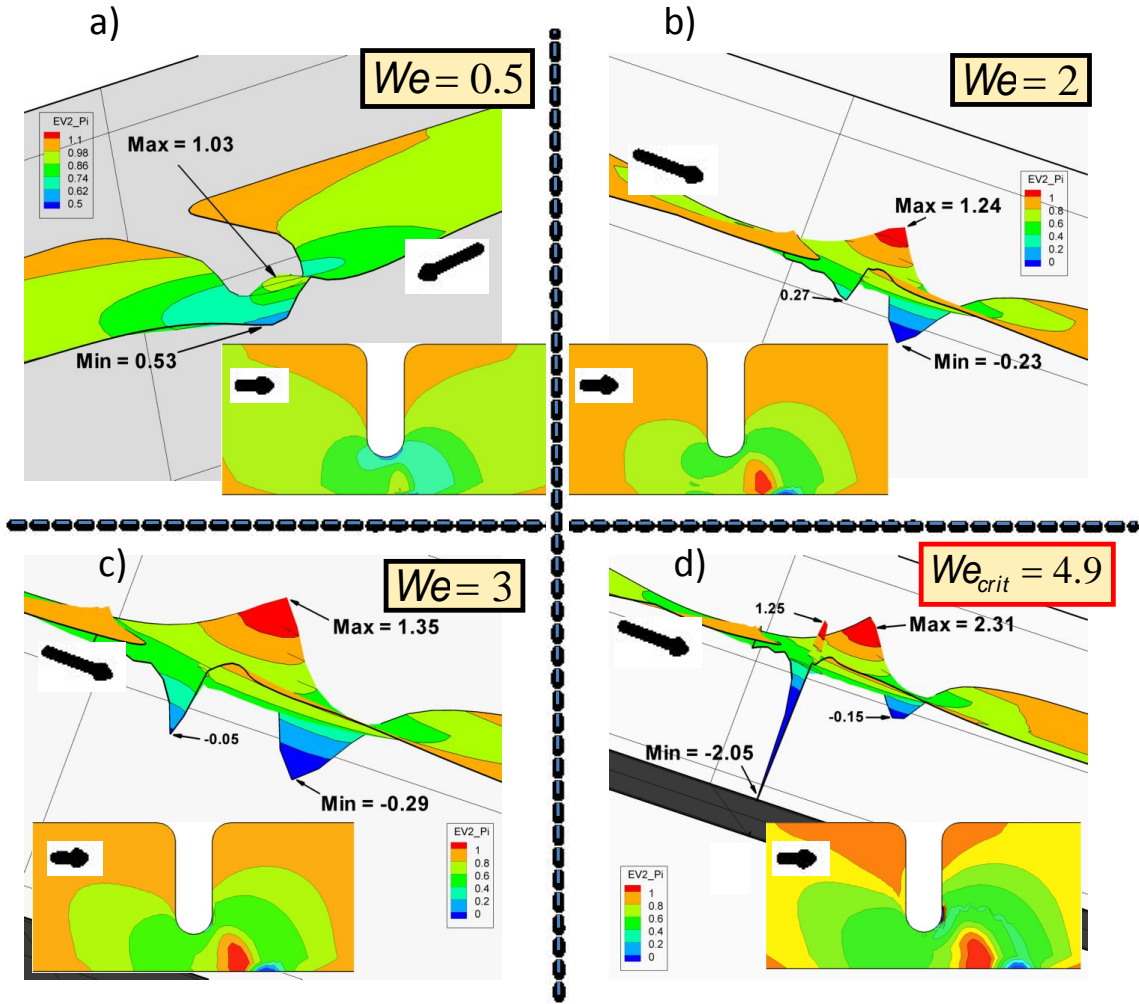 a)
We = 0.5
EV2_Pi
1.1
0.98
0.86
0.74
0.62
0.5
Max = 1.03
Min = 0.53
b)
We = 2
EV2_Pi
1
0.8
0.6
0.4
0.2
0
Max = 1.24
0.27
Min = -0.23
c)
We = 3
Max = 1.35
-0.05
Min = -0.29
EV2_Pi
1
0.8
0.6
0.4
0.2
0
d)
We_crit = 4.9
1.25
Max = 2.31
-0.15
Min = -2.05
EV2_Pi
1
0.8
0.6
0.4
0.2
0